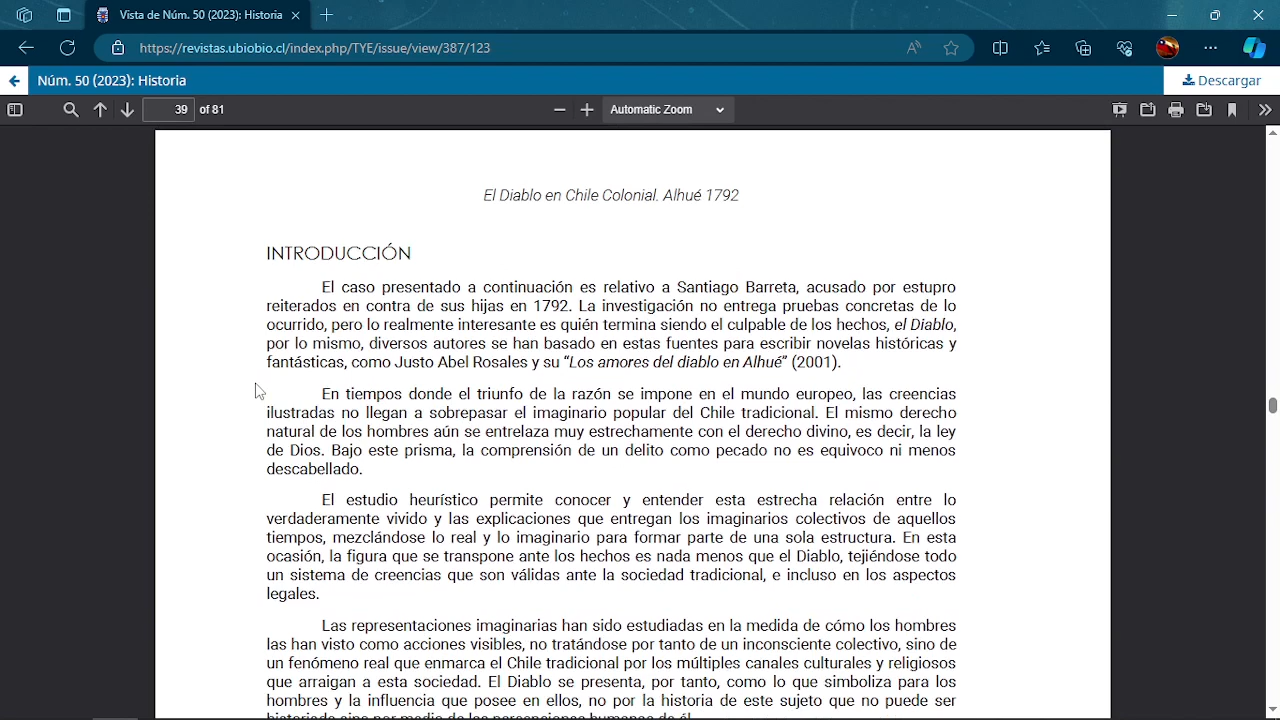 Vista de Núm. 50 (2023): Historia
https://revistas.ubiobio.cl/index.php/TYE/issue/view/387/123
Núm. 50 (2023): Historia
Descargar
39 of 81
Automatic Zoom
El Diablo en Chile Colonial. Alhué 1792
INTRODUCCIÓN
El caso presentado a continuación es relativo a Santiago Barreta, acusado por estupro
reiterados en contra de sus hijas en 1792. La investigación no entrega pruebas concretas de lo
ocurrido, pero lo realmente interesante es quién termina siendo el culpable de los hechos, el Diablo,
por lo mismo, diversos autores se han basado en estas fuentes para escribir novelas históricas y
fantásticas, como Justo Abel Rosales y su “Los amores del diablo en Alhué” (2001).
En tiempos donde el triunfo de la razón se impone en el mundo europeo, las creencias
ilustradas no llegan a sobrepasar el imaginario popular del Chile tradicional. El mismo derecho
natural de los hombres aún se entrelaza muy estrechamente con el derecho divino, es decir, la ley
de Dios. Bajo este prisma, la comprensión de un delito como pecado no es equivoco ni menos
descabellado.
El estudio heurístico permite conocer y entender esta estrecha relación entre lo
verdaderamente vivido y las explicaciones que entregan los imaginarios colectivos de aquellos
tiempos, mezclándose lo real y lo imaginario para formar parte de una sola estructura. En esta
ocasión, la figura que se transpone ante los hechos es nada menos que el Diablo, tejiéndose todo
un sistema de creencias que son válidas ante la sociedad tradicional, e incluso en los aspectos
legales.
Las representaciones imaginarias han sido estudiadas en la medida de cómo los hombres
las han visto como acciones visibles, no tratándose por tanto de un inconsciente colectivo, sino de
un fenómeno real que enmarca el Chile tradicional por los múltiples canales culturales y religiosos
que arraigan a esta sociedad. El Diablo se presenta, por tanto, como lo que simboliza para los
hombres y la influencia que posee en ellos, no por la historia de este sujeto que no puede ser
historiado sino por medio de las percepciones humanas de él.